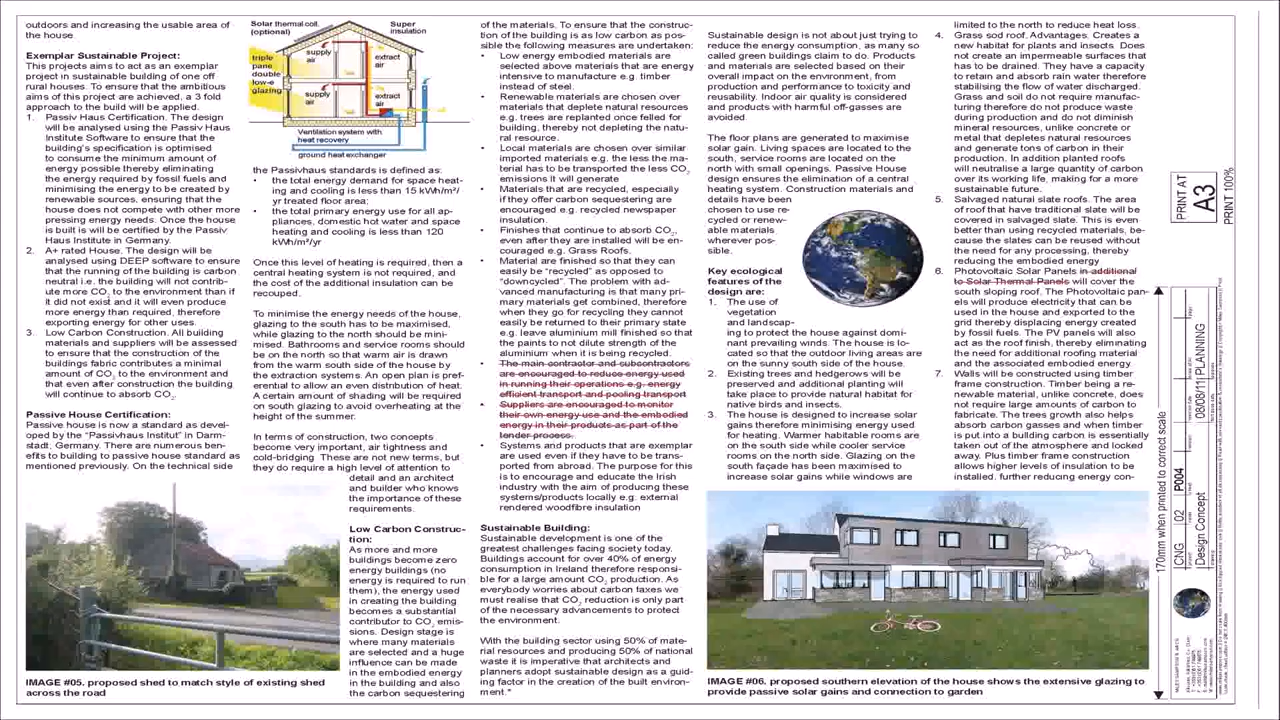 outdoors and increasing the usable area of
the house.
Exemplar Sustainable Project:
This projects aims to act as an exemplar
project in sustainable building of one off
rural houses. To ensure that the ambitious
aims of this project are achieved, a 3 fold
approach to the build will be applied.
1. Passiv Haus Certification. The design
will be analysed using the Passiv Haus
Institute Software to ensure that the
building's specification is optimised
to consume the minimum amount of
energy possible thereby eliminating
the energy required by fossil fuels and
minimising the energy to be created by
renewable sources, ensuring that the
house does not compete with other more
pressing energy needs. Once the house
is built is will be certified by the Passiv
Haus Institute in Germany.
2. A+ rated House. The design will be
analysed using DEEP software to ensure
that the running of the building is carbon
neutral i.e. the building will not contrib-
ute more CO2 to the environment than if
it did not exist and it will even produce
more energy than required, therefore
exporting energy for other uses.
3. Low Carbon Construction. All building
materials and suppliers will be assessed
to ensure that the construction of the
buildings fabric contributes a minimal
amount of CO2 to the environment and
that even after construction the building
will continue to absorb CO2.
Passive House Certification:
Passive house is now a standard as devel-
oped by the "Passivhaus Institut" in Darm-
stadt, Germany. There are numerous ben-
efits to building to passive house standard as
mentioned previously. On the technical side
IMAGE #05. proposed shed to match style of existing shed
across the road
Solar thermal coll.
(optional)
Super
insulation
triple
pane
double
low-e
glazing
supply
air
extract
air
supply
air
extract
air
Ventilation system with
heat recovery
ground heat exchanger
the Passivhaus standards is defined as:
• the total energy demand for space heat-
ing and cooling is less than 15 kWh/m²/
yr treated floor area;
• the total primary energy use for all ap-
pliances, domestic hot water and space
heating and cooling is less than 120
kWh/m²/yr
Once this level of heating is required, then a
central heating system is not required, and
the cost of the additional insulation can be
recouped.
To minimise the energy needs of the house,
glazing to the south has to be maximised,
while glazing to the north should be mini-
mised. Bathrooms and service rooms should
be on the north so that warm air is drawn
from the warm south side of the house by
the extraction systems. An open plan is pref-
erential to allow an even distribution of heat.
A certain amount of shading will be required
on south glazing to avoid overheating at the
height of the summer.
In terms of construction, two concepts
become very important, air tightness and
cold-bridging. These are not new terms, but
they do require a high level of attention to
detail and an architect
and builder who knows
the importance of these
requirements.
Low Carbon Construc-
tion:
As more and more
buildings become zero
energy buildings (no
energy is required to run
them), the energy used
in creating the building
becomes a substantial
contributor to CO2 emis-
sions. Design stage is
where many materials
are selected and a huge
influence can be made
in the embodied energy
in the building and also
the carbon sequestering
of the materials. To ensure that the construc-
tion of the building is as low carbon as pos-
sible the following measures are undertaken:
• Low energy embodied materials are
selected above materials that are energy
intensive to manufacture e.g. timber
instead of steel.
• Renewable materials are chosen over
materials that deplete natural resources
e.g. trees are replanted once felled for
building, thereby not depleting the natu-
ral resource.
• Local materials are chosen over similar
imported materials e.g. the less the ma-
terial has to be transported the less CO2
emissions it will generate
• Materials that are recycled, especially
if they offer carbon sequestering are
encouraged e.g. recycled newspaper
insulation.
• Finishes that continue to absorb CO2,
even after they are installed will be en-
couraged e.g. Grass Roofs.
• Material are finished so that they can
easily be "recycled" as opposed to
"downcycled". The problem with ad-
vanced manufacturing is that many pri-
mary materials get combined, therefore
when they go for recycling they cannot
easily be returned to their primary state
e.g. leave aluminium mill finished so that
the paints to not dilute strength of the
aluminium when it is being recycled.
• The main contractor and subcontractors
are encouraged to reduce energy used
in running their operations e.g. energy
efficient transport and pooling transport
• Suppliers are encouraged to monitor
their own energy use and the embodied
energy in their products as part of the
tender process.
• Systems and products that are exemplar
are used even if they have to be trans-
ported from abroad. The purpose for this
is to encourage and educate the Irish
industry with the aim of producing these
systems/products locally e.g. external
rendered woodfibre insulation
Sustainable Building:
Sustainable development is one of the
greatest challenges facing society today.
Buildings account for over 40% of energy
consumption in Ireland therefore responsi-
ble for a large amount CO2 production. As
everybody worries about carbon taxes we
must realise that CO2 reduction is only part
of the necessary advancements to protect
the environment.
With the building sector using 50% of mate-
rial resources and producing 50% of national
waste it is imperative that architects and
planners adopt sustainable design as a guid-
ing factor in the creation of the built environ-
ment."
Sustainable design is not about just trying to
reduce the energy consumption, as many so
called green buildings claim to do. Products
and materials are selected based on their
overall impact on the environment, from
production and performance to toxicity and
reusability. Indoor air quality is considered
and products with harmful off-gasses are
avoided.
The floor plans are generated to maximise
solar gain. Living spaces are located to the
south, service rooms are located on the
north with small openings. Passive House
design ensures the elimination of a central
heating system. Construction materials and
details have been
chosen to use re-
cycled or renew-
able materials
wherever pos-
sible.
Key ecological
features of the
design are:
1. The use of
vegetation
and landscap-
ing to protect the house against domi-
nant prevailing winds. The house is lo-
cated so that the outdoor living areas are
on the sunny south side of the house.
2. Existing trees and hedgerows will be
preserved and additional planting will
take place to provide natural habitat for
native birds and insects.
3. The house is designed to increase solar
gains therefore minimising energy used
for heating. Warmer habitable rooms are
on the south side while cooler service
rooms on the north side. Glazing on the
south façade has been maximised to
increase solar gains while windows are
IMAGE #06. proposed southern elevation of the house shows the extensive glazing to
provide passive solar gains and connection to garden
limited to the north to reduce heat loss.
4. Grass sod roof. Advantages. Creates a
new habitat for plants and insects. Does
not create an impermeable surfaces that
has to be drained. They have a capacity
to retain and absorb rain water therefore
stabilising the flow of water discharged.
Grass and soil do not require manufac-
turing therefore do not produce waste
during production and do not diminish
mineral resources, unlike concrete or
metal that depletes natural resources
and generate tons of carbon in their
production. In addition planted roofs
will neutralise a large quantity of carbon
over its working life, making for a more
sustainable future.
5. Salvaged natural slate roofs. The area
of roof that have traditional slate will be
covered in salvaged slate. This is even
better than using recycled materials, be-
cause the slates can be reused without
the need for any processing, thereby
reducing the embodied energy
6. Photovoltaic Solar Panels in additional
to Solar Thermal Panels will cover the
south sloping roof. The Photovoltaic pan-
els will produce electricity that can be
used in the house and exported to the
grid thereby displacing energy created
by fossil fuels. The PV panels will also
act as the roof finish, thereby eliminating
the need for additional roofing material
and the associated embodied energy.
7. Walls will be constructed using timber
frame construction. Timber being a re-
newable material, unlike concrete, does
not require large amounts of carbon to
fabricate. The trees growth also helps
absorb carbon gasses and when timber
is put into a building carbon is essentially
taken out of the atmosphere and locked
away. Plus timber frame construction
allows higher levels of insulation to be
installed. further reducing energy con-
PRINT AT
A3
PRINT 100%
170mm when printed to correct scale
CNG
02
P004
Design Concept
08/08/11
PLANNING